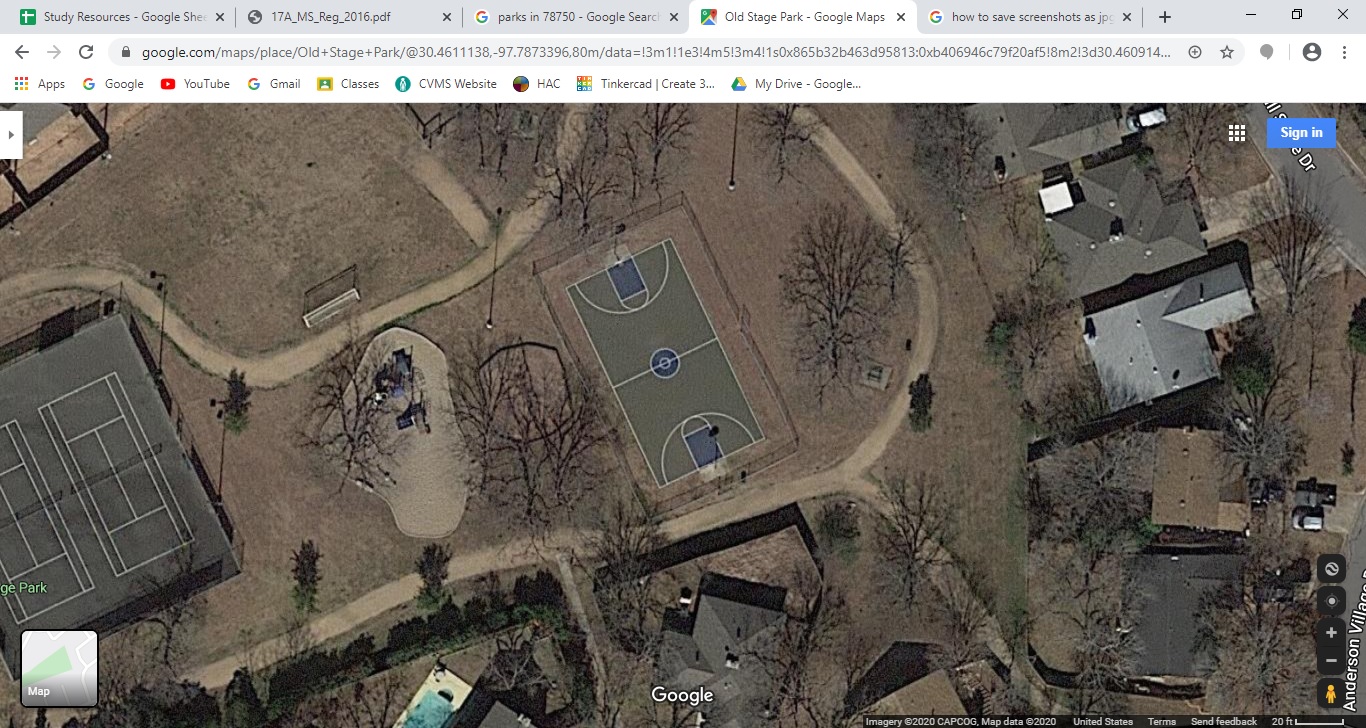 Study Resources - Google She
17A_MS_Reg_2016.pdf
parks in 78750 - Google Search
Old Stage Park - Google Maps
how to save screenshots as jpg
google.com/maps/place/Old+Stage+Park/@30.4611138,-97.7873396,80m/data=!3m1!1e3!4m5!3m4!1s0x865b32b463d95813:0xb406946c79f20af5!8m2!3d30.460914...
Apps
Google
YouTube
Gmail
Classes
CVMS Website
HAC
Tinkercad | Create 3...
My Drive - Google...
Sign in
Dr
ge Park
Map
Google
Anderson Village
Imagery ©2020 CAPCOG, Map data ©2020 United States Terms Send feedback 20 ft